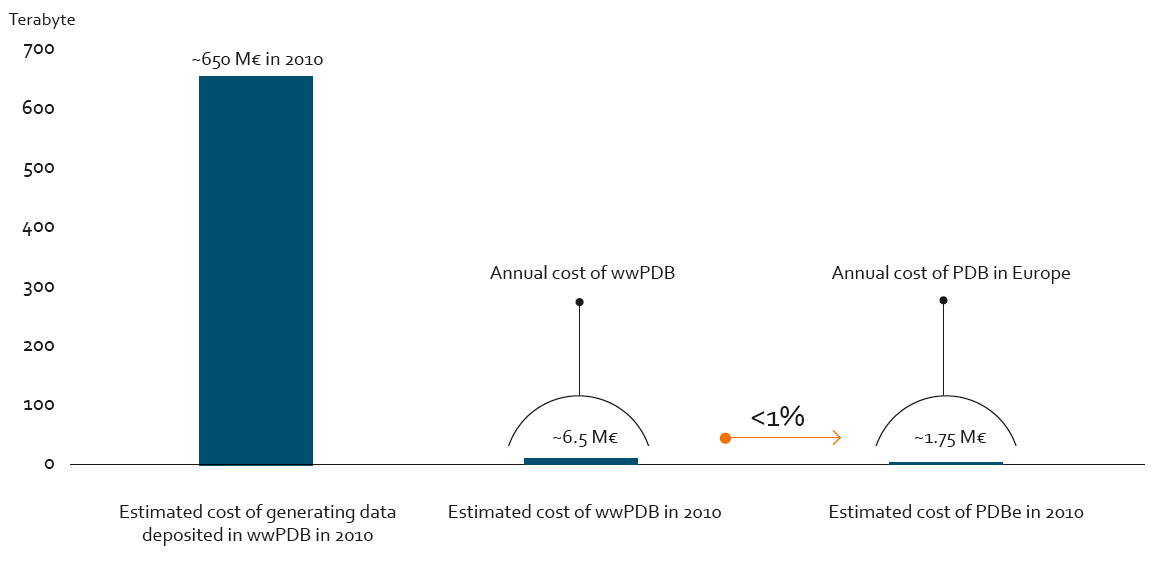 Terabyte
700
~650 M€ in 2010
600
500
400
300
200
100
0
Annual cost of wwPDB
Annual cost of PDB in Europe
~6.5 M€
<1%
~1.75 M€
Estimated cost of generating data
deposited in wwPDB in 2010
Estimated cost of wwPDB in 2010
Estimated cost of PDBe in 2010